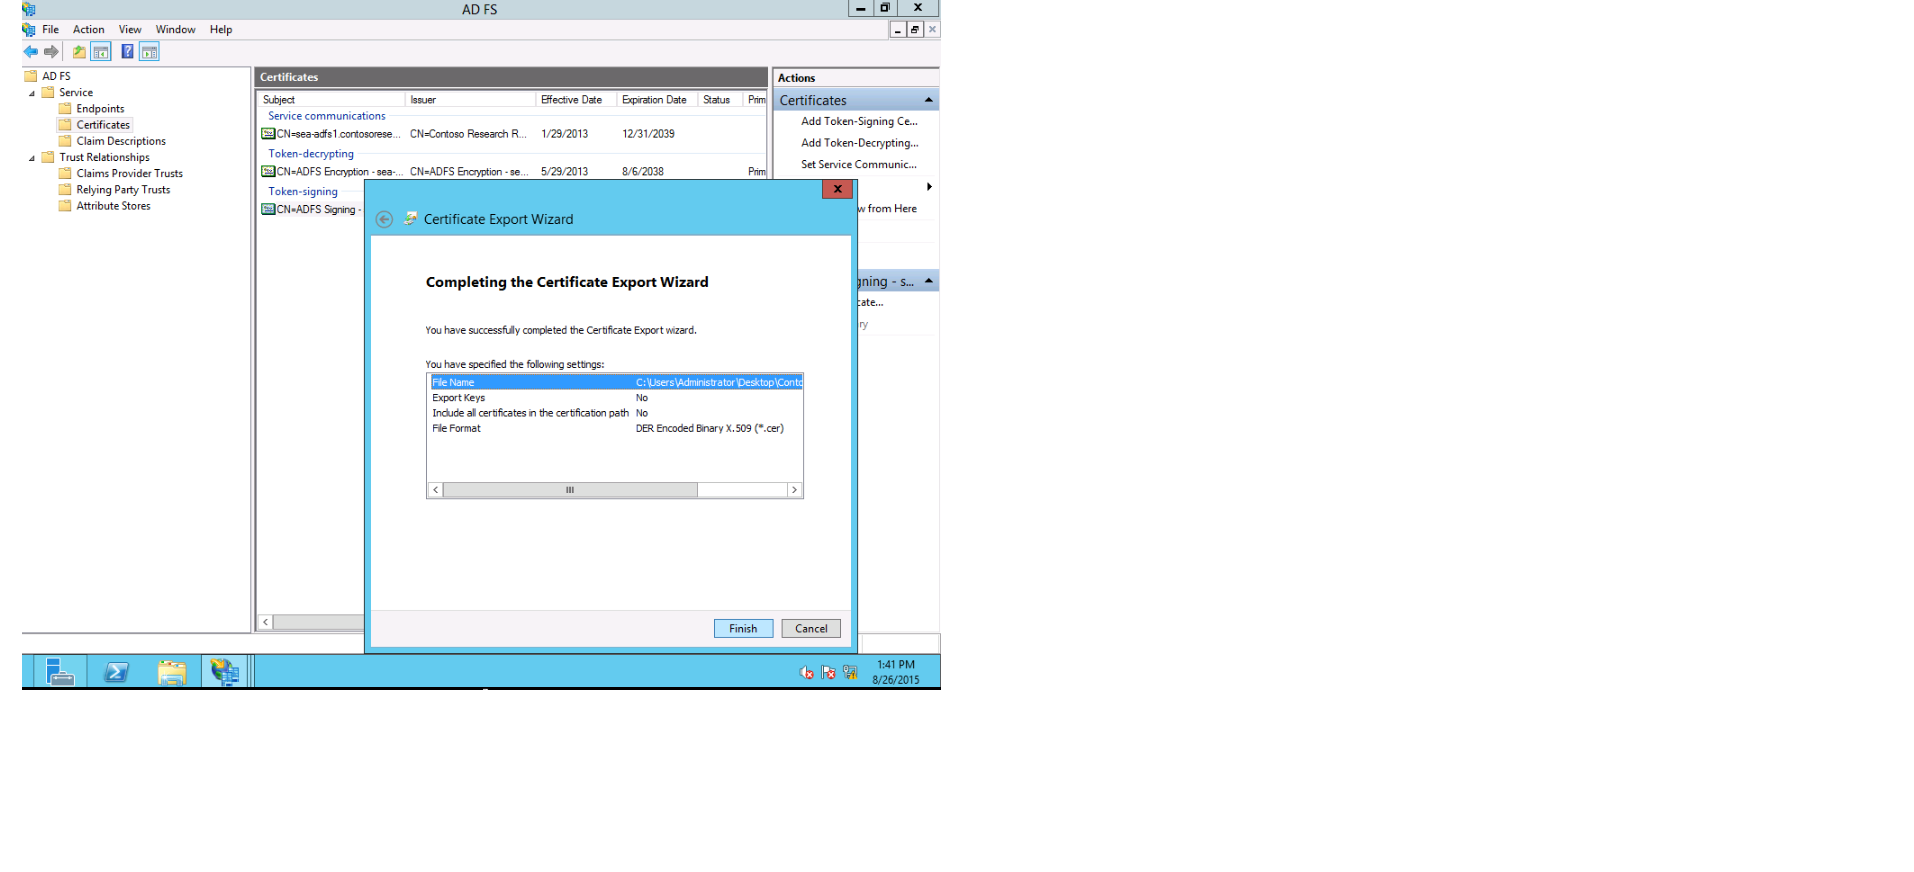 AD FS
File Action View Window Help
AD FS
Service
Endpoints
Certificates
Claim Descriptions
Trust Relationships
Claims Provider Trusts
Relying Party Trusts
Attribute Stores
Certificates
Subject Issuer Effective Date Expiration Date Status Prim
Service communications
CN=sea-adfs1.contosorese... CN=Contoso Research R... 1/29/2013 12/31/2039
Token-decrypting
CN=ADFS Encryption - sea-... CN=ADFS Encryption - se... 5/29/2013 8/6/2038 Prim
Token-signing
CN=ADFS Signing -
Actions
Certificates
Add Token-Signing Ce...
Add Token-Decrypting...
Set Service Communic...
w from Here
gning - s...
cate...
ry
Certificate Export Wizard
Completing the Certificate Export Wizard
You have successfully completed the Certificate Export wizard.
You have specified the following settings:
File Name C:\Users\Administrator\Desktop\Conto
Export Keys No
Include all certificates in the certification path No
File Format DER Encoded Binary X.509 (*.cer)
Finish Cancel
1:41 PM
8/26/2015